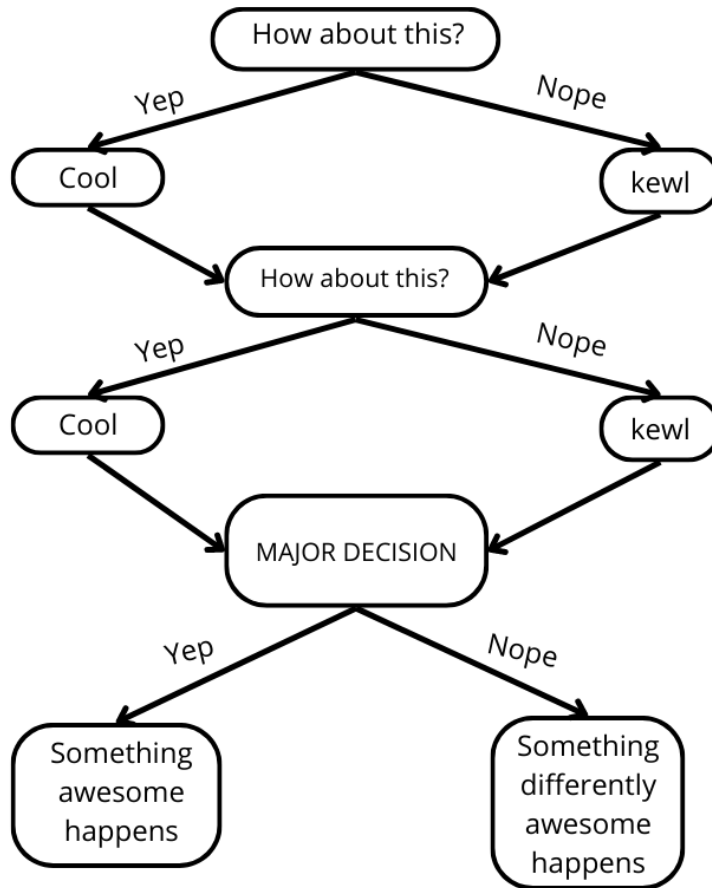 How about this?
Yep
Nope
Cool
kewl
How about this?
Yep
Nope
Cool
kewl
MAJOR DECISION
Yep
Nope
Something
awesome
happens
Something
differently
awesome
happens